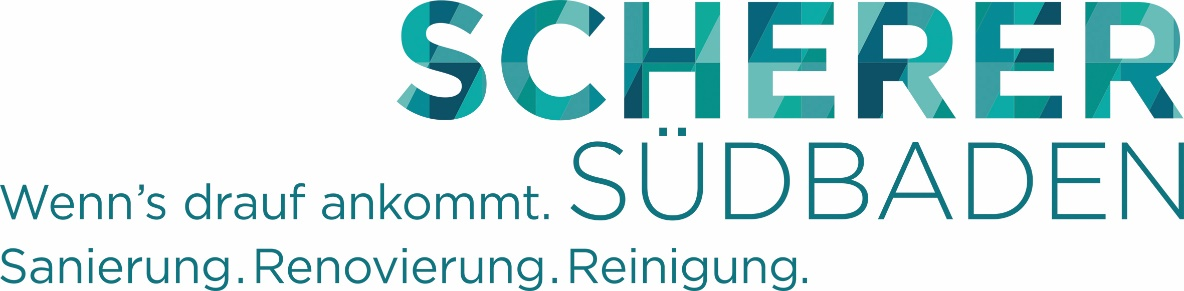 SCHERER
SÜDBADEN
Wenn's drauf ankommt.
Sanierung. Renovierung. Reinigung.